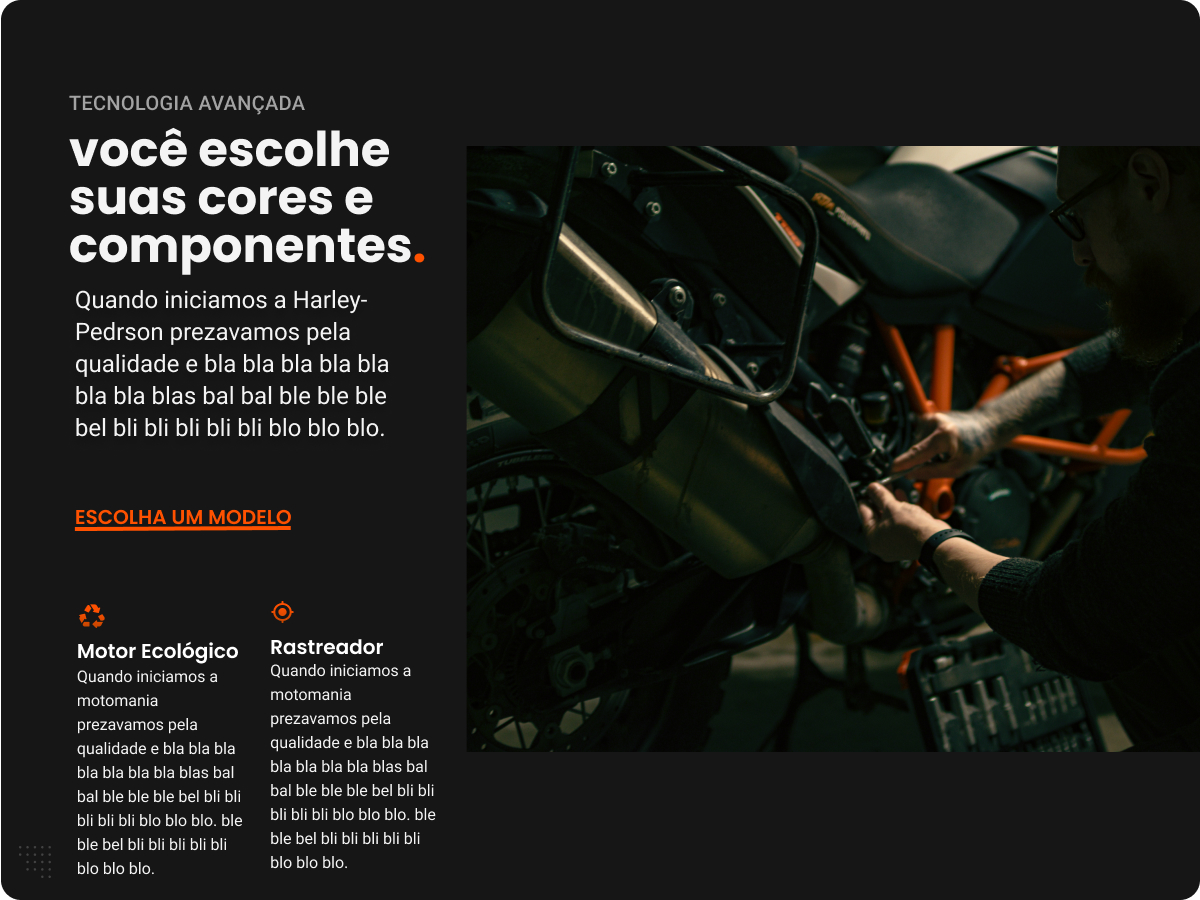 TECNOLOGIA AVANÇADA
você escolhe
suas cores e
componentes.
Quando iniciamos a Harley-
Pedrson prezavamos pela
qualidade e bla bla bla bla bla
bla bla blas bal bal ble ble ble
bel bli bli bli bli bli blo blo blo.
ESCOLHA UM MODELO
Motor Ecológico
Quando iniciamos a
motomania
prezavamos pela
qualidade e bla bla bla
bla bla bla bla blas bal
bal ble ble ble bel bli bli
bli bli bli blo blo blo. ble
ble bel bli bli bli bli bli
blo blo blo.
Rastreador
Quando iniciamos a
motomania
prezavamos pela
qualidade e bla bla bla
bla bla bla bla blas bal
bal ble ble ble bel bli bli
bli bli bli blo blo blo. ble
ble bel bli bli bli bli bli
blo blo blo.
TUBELESS